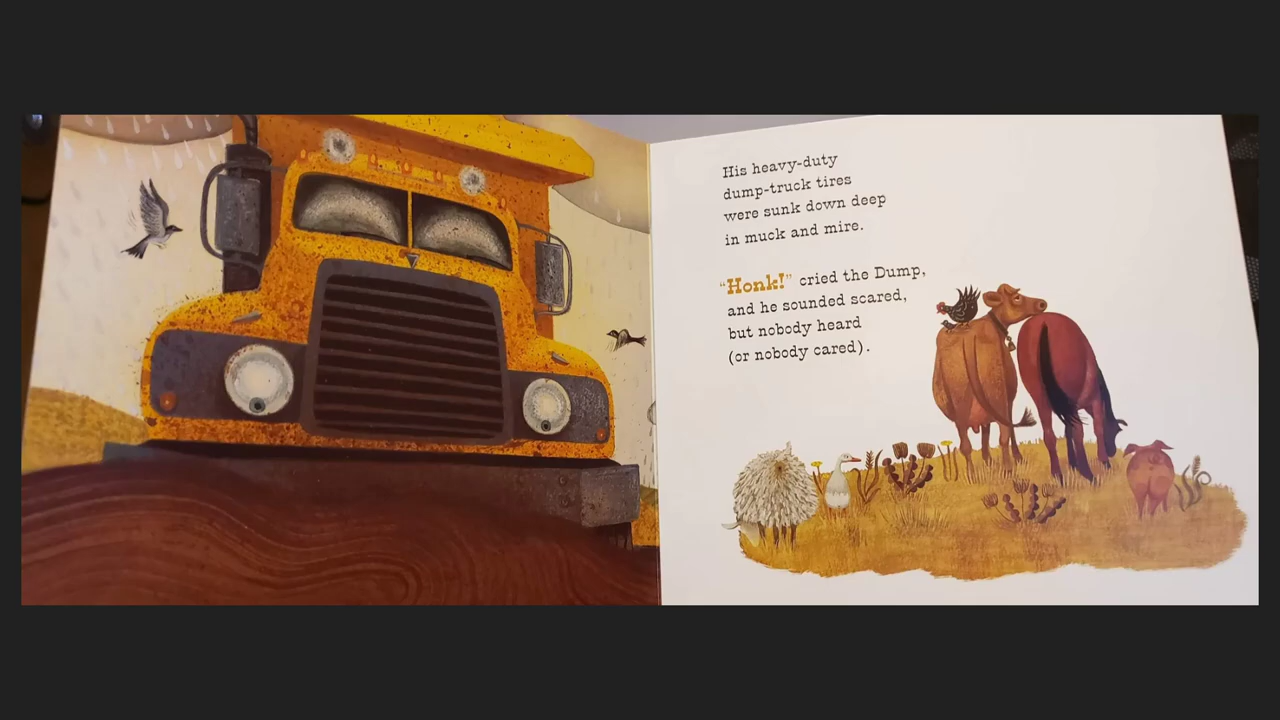 His heavy-duty
dump-truck tires
were sunk down deep
in muck and mire.
“Honk!” cried the Dump,
and he sounded scared,
but nobody heard
(or nobody cared).